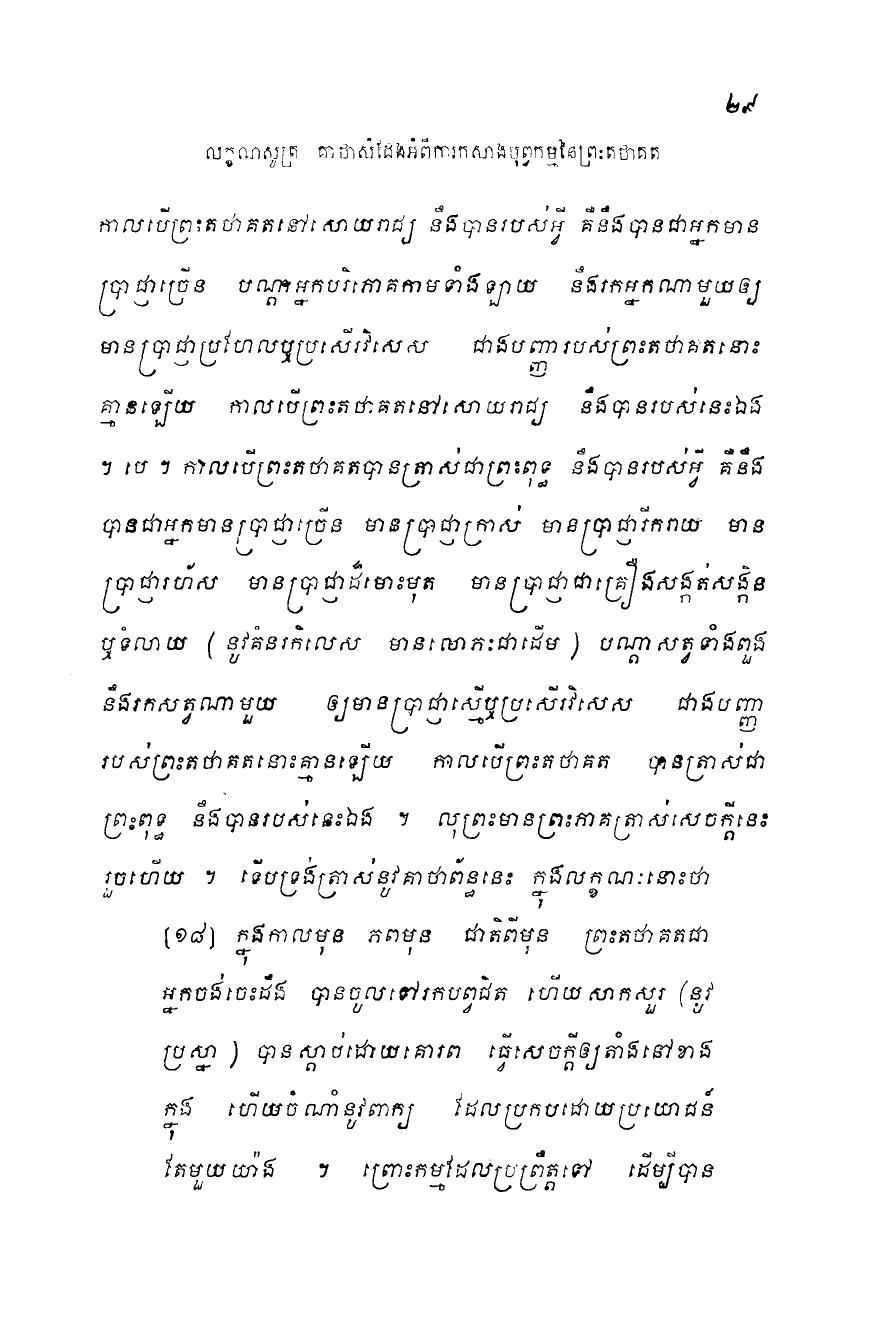 ២៩
លក្ខណសូត្រ គាថាសំដែងអំពីការកសាងបុព្វកម្មនៃព្រះតថាគត
កាលបើព្រះតថាគតនៅសោយរាជ្យ នឹងបានរបស់អ្វី គឺនឹងបានជាអ្នកមាន
ប្រាជ្ញាច្រើន បណ្តាអ្នកបរិភោគកាមទាំងឡាយ នឹងរកអ្នកណាមួយឲ្យ
មានប្រាជ្ញាប្រហែលឬប្រសើរវិសេស ជាងបញ្ញារបស់ព្រះតថាគតនោះ
គ្មានឡើយ កាលបើព្រះតថាគតនៅសោយរាជ្យ នឹងបានរបស់នេះឯង
។ បេ ។ កាលបើព្រះតថាគតបានត្រាស់ជាព្រះពុទ្ធ នឹងបានរបស់អ្វី គឺនឹង
បានជាអ្នកមានប្រាជ្ញាច្រើន មានប្រាជ្ញាក្រាស់ មានប្រាជ្ញារីករាយ មាន
ប្រាជ្ញារហ័ស មានប្រាជ្ញាដ៏មោះមុត មានប្រាជ្ញាជាគ្រឿងសង្កត់សង្កិន
ឬទំលាយ ( នូវគំនរកិលេស មានលោភៈជាដើម ) បណ្តាសត្វទាំងពួង
នឹងរកសត្វណាមួយ ឲ្យមានប្រាជ្ញាស្មើឬប្រសើរវិសេស ជាងបញ្ញា
របស់ព្រះតថាគតនោះគ្មានឡើយ កាលបើព្រះតថាគត បានត្រាស់ជា
ព្រះពុទ្ធ នឹងបានរបស់នេះឯង ។ លុព្រះមានព្រះភាគត្រាស់សេចក្តីនេះ
រួចហើយ ។ ទើបទ្រង់ត្រាស់នូវគាថាព័ន្ធនេះ ក្នុងលក្ខណៈនោះថា
[១៨] ក្នុងកាលមុន ភពមុន ជាតិពីមុន ព្រះតថាគតជា
អ្នកចង់ចេះដឹង បានចូលទៅរកបព្វជិត ហើយសាកសួរ (នូវ
ប្រស្នា ) បានស្តាប់ដោយគោរព ធ្វើសេចក្តីឲ្យតាំងនៅខាង
ក្នុង ហើយចំណាំនូវពាក្យ ដែលប្រកបដោយប្រយោជន៍
តែមួយយ៉ាង ។ ព្រោះកម្មដែលប្រព្រឹត្តទៅ ដើម្បីបាន